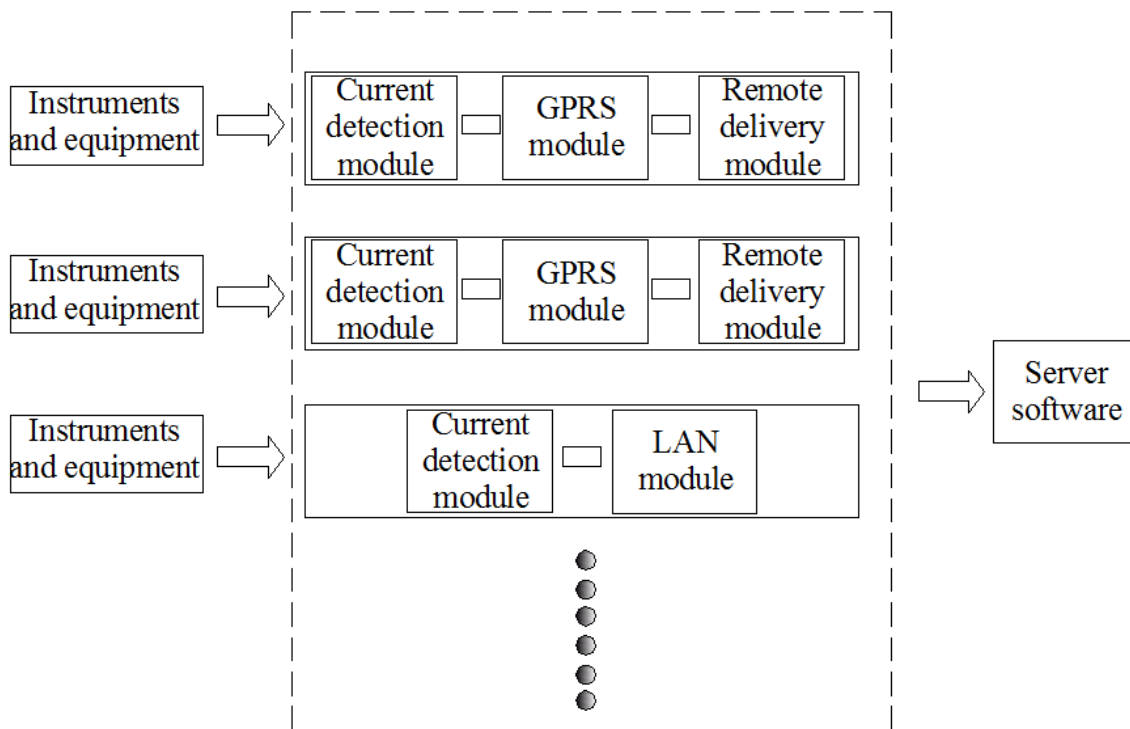 Instruments
and equipment
Current
detection
module
GPRS
module
Remote
delivery
module
Instruments
and equipment
Current
detection
module
GPRS
module
Remote
delivery
module
Instruments
and equipment
Current
detection
module
LAN
module
Server
software